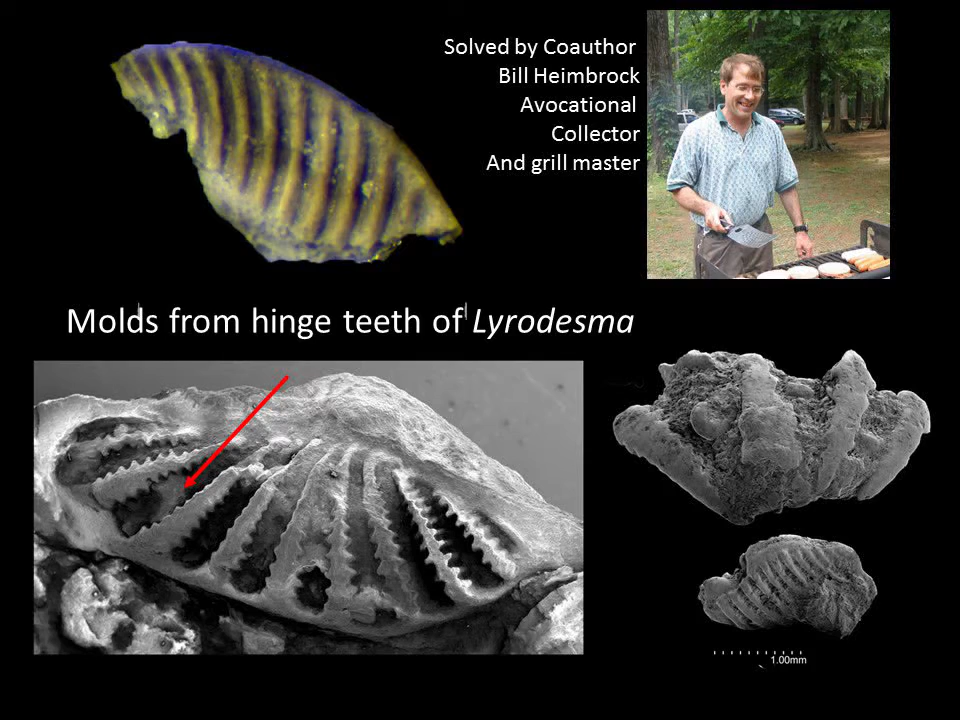 Solved by Coauthor
Bill Heimbrock
Avocational
Collector
And grill master
Molds from hinge teeth of Lyrodesma
1.00mm